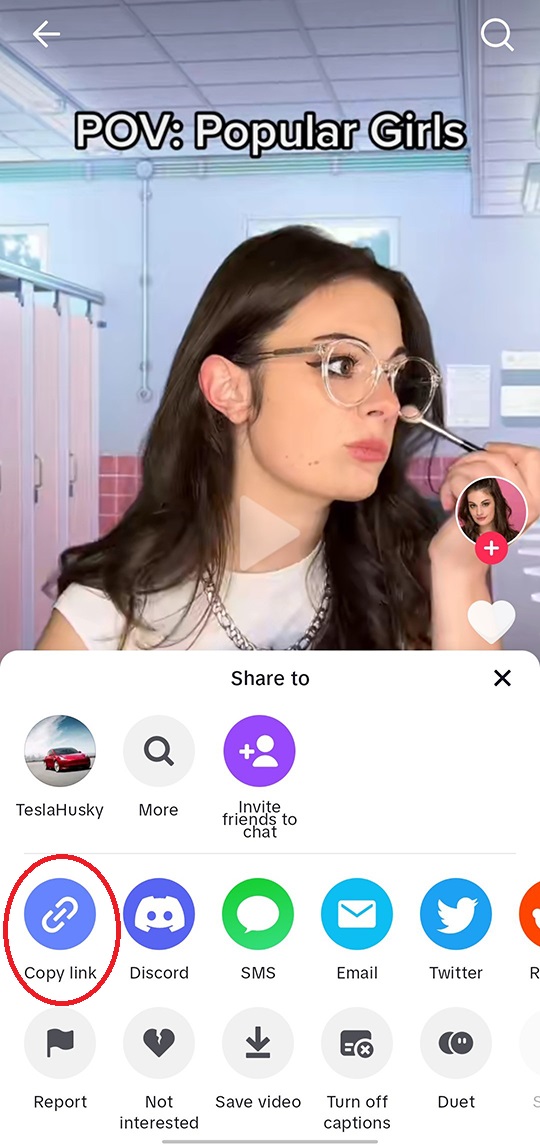 POV: Popular Girls
Share to
TeslaHusky
More
Invite
friends to
chat
Copy link
Discord
SMS
Email
Twitter
R
Report
Not
interested
Save video
Turn off
captions
Duet
S